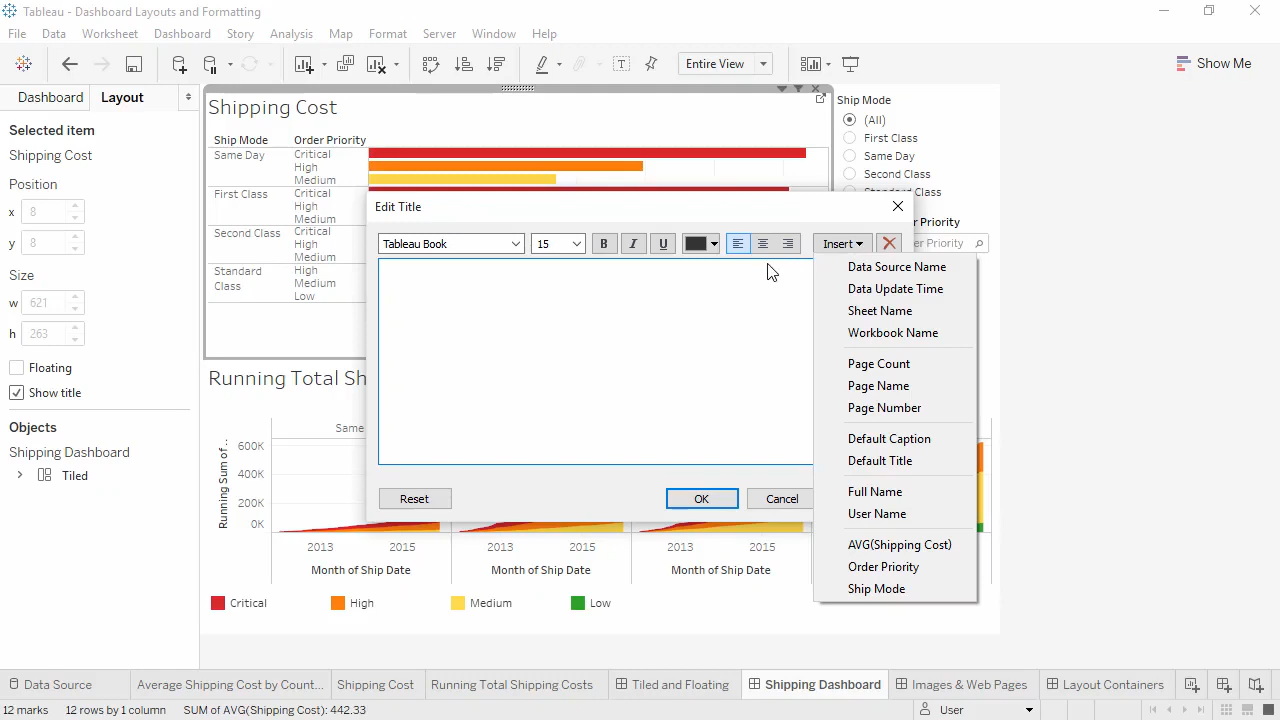 Tableau - Dashboard Layouts and Formatting
File Data Worksheet Dashboard Story Analysis Map Format Server Window Help
Entire View
Show Me
Dashboard Layout
Selected item
Shipping Cost
Position
x 8
y 8
Size
w 621
h 263
Floating
Show title
Objects
Shipping Dashboard
Tiled
Shipping Cost
Ship Mode Order Priority
Same Day Critical
High
Medium
First Class Critical
High
Medium
Second Class Critical
High
Medium
Standard Class High
Medium
Low
Ship Mode
(All)
First Class
Same Day
Second Class
Edit Title
Tableau Book 15 B I U Insert
Data Source Name
Data Update Time
Sheet Name
Workbook Name
Page Count
Page Name
Page Number
Default Caption
Default Title
Full Name
User Name
AVG(Shipping Cost)
Order Priority
Ship Mode
Reset OK Cancel
Running Total Sh
Same
Running Sum of ..
600K
400K
200K
0K
2013 2015 2013 2015 2013 2015
Month of Ship Date Month of Ship Date Month of Ship Date
Critical High Medium Low
Data Source Average Shipping Cost by Count... Shipping Cost Running Total Shipping Costs Tiled and Floating Shipping Dashboard Images & Web Pages Layout Containers
12 marks 12 rows by 1 column SUM of AVG(Shipping Cost): 442.33 User